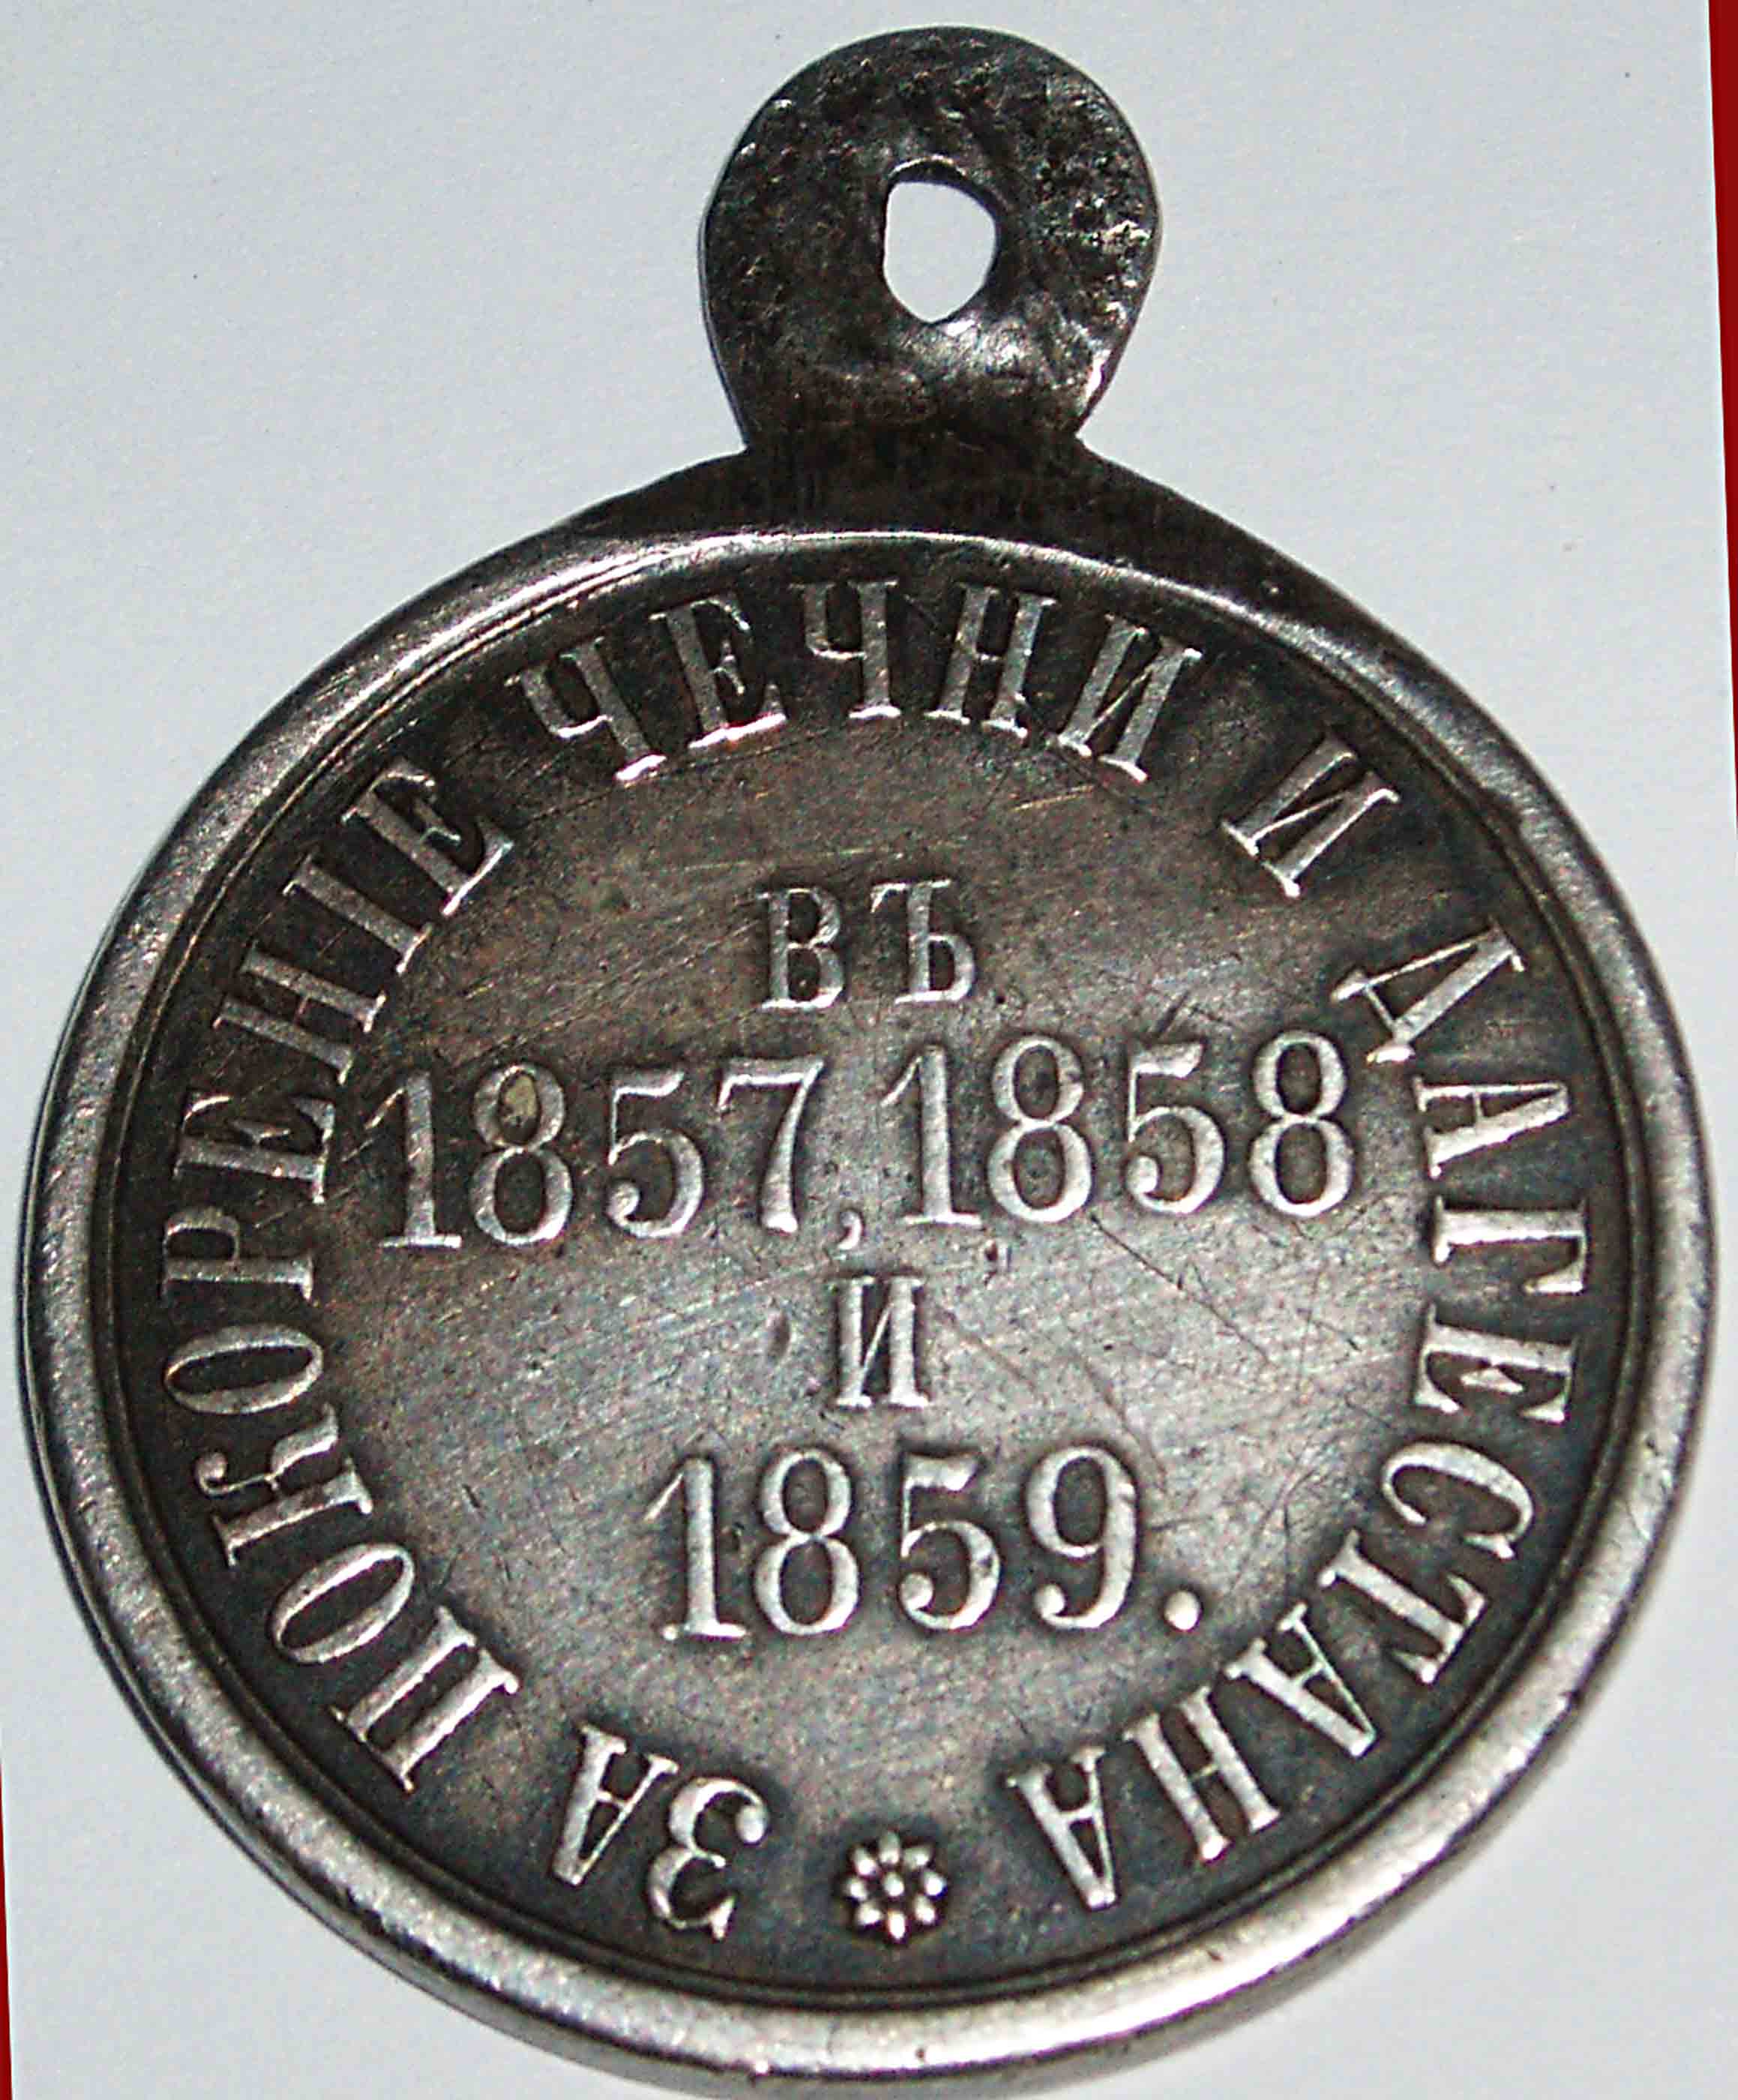 ЗА ПОКОРЕНІЕ ЧЕЧНИ И ДАГЕСТАНА
ВЪ
1857, 1858
И
1859.